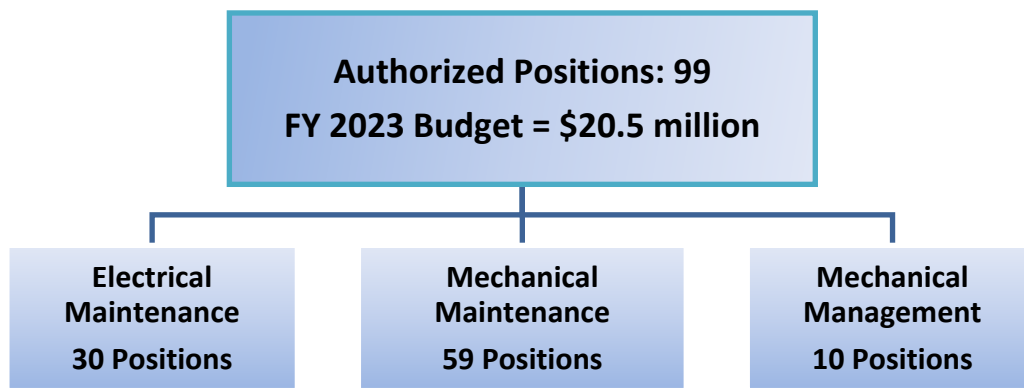 Authorized Positions: 99
FY 2023 Budget = $20.5 million
Electrical
Maintenance
30 Positions
Mechanical
Maintenance
59 Positions
Mechanical
Management
10 Positions